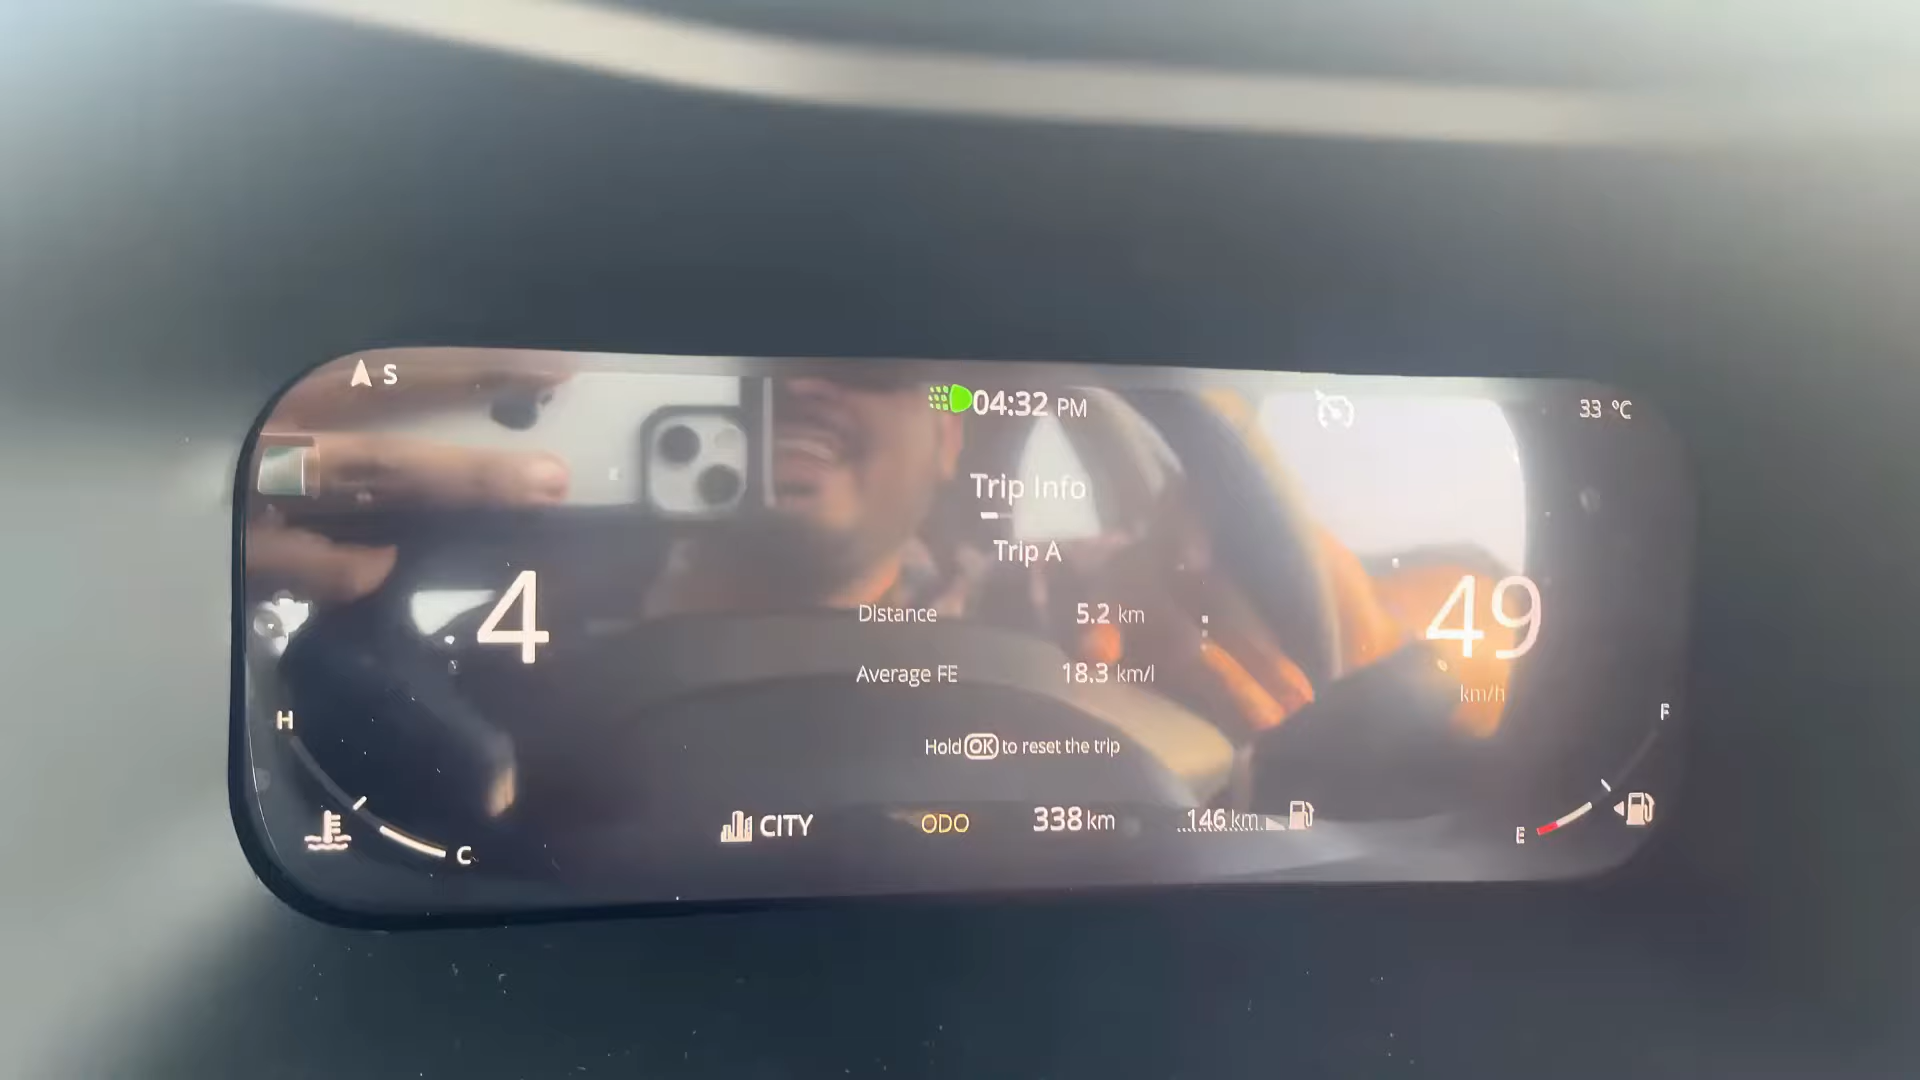 S
04:32 PM
33 °C
Trip Info
Trip A
4
Distance 5.2 km
49
Average FE 18.3 km/l
km/h
H
F
Hold OK to reset the trip
CITY ODO 338 km 146 km
E
C